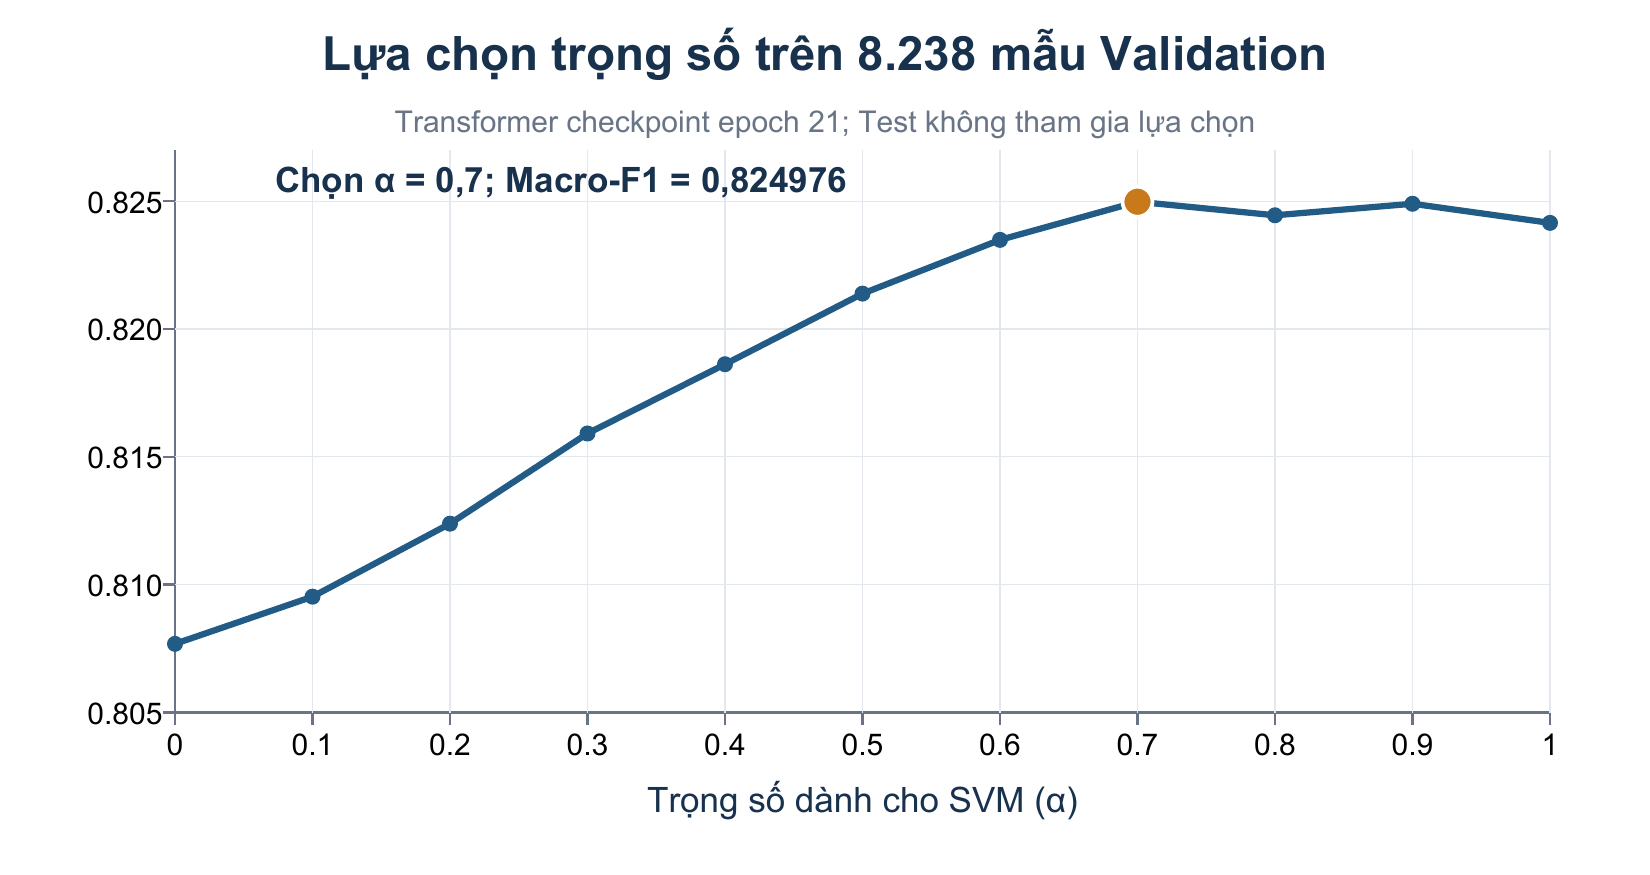 Lựa chọn trọng số trên 8.238 mẫu Validation
Transformer checkpoint epoch 21; Test không tham gia lựa chọn
Chọn α = 0,7; Macro-F1 = 0,824976
0.825
0.820
0.815
0.810
0.805
0 0.1 0.2 0.3 0.4 0.5 0.6 0.7 0.8 0.9 1
Trọng số dành cho SVM (α)